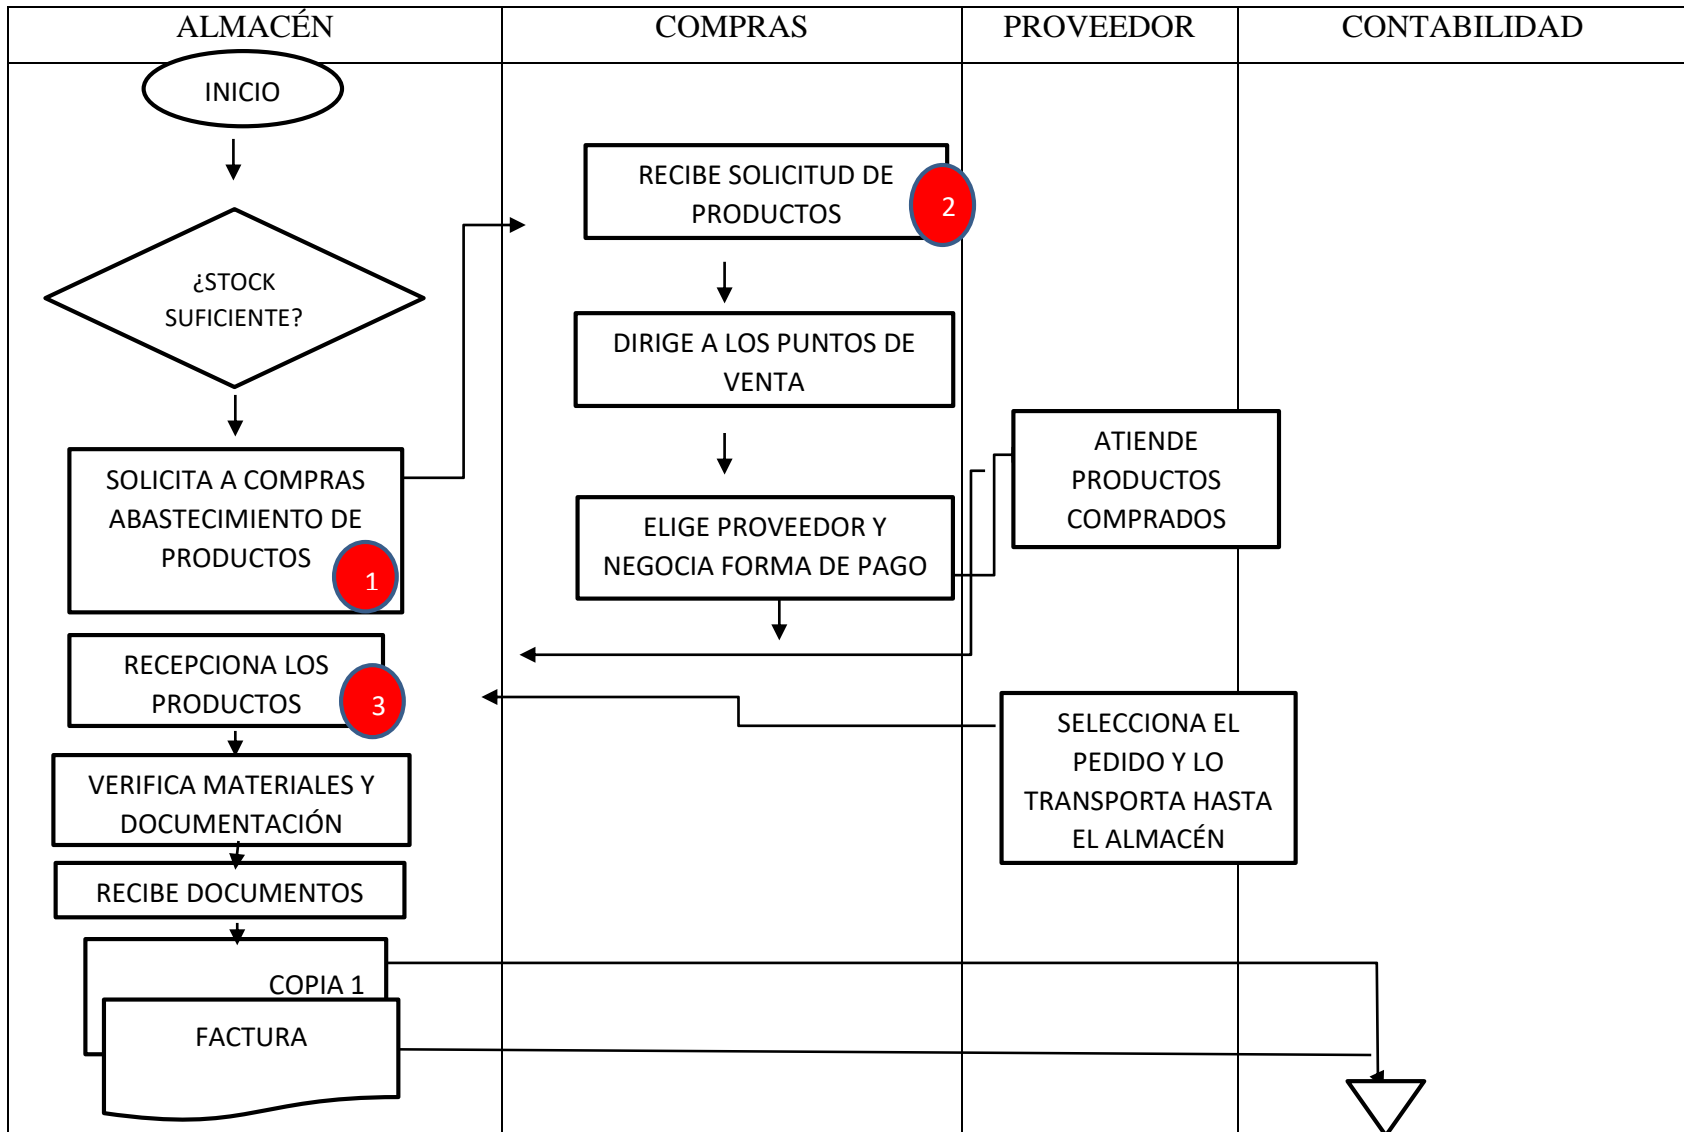 ALMACÉN
COMPRAS
PROVEEDOR
CONTABILIDAD
INICIO
¿STOCK
SUFICIENTE?
SOLICITA A COMPRAS
ABASTECIMIENTO DE
PRODUCTOS
1
RECIBE SOLICITUD DE
PRODUCTOS
2
DIRIGE A LOS PUNTOS DE
VENTA
ELIGE PROVEEDOR Y
NEGOCIA FORMA DE PAGO
ATIENDE
PRODUCTOS
COMPRADOS
SELECCIONA EL
PEDIDO Y LO
TRANSPORTA HASTA
EL ALMACÉN
RECEPCIONA LOS
PRODUCTOS
3
VERIFICA MATERIALES Y
DOCUMENTACIÓN
RECIBE DOCUMENTOS
COPIA 1
FACTURA